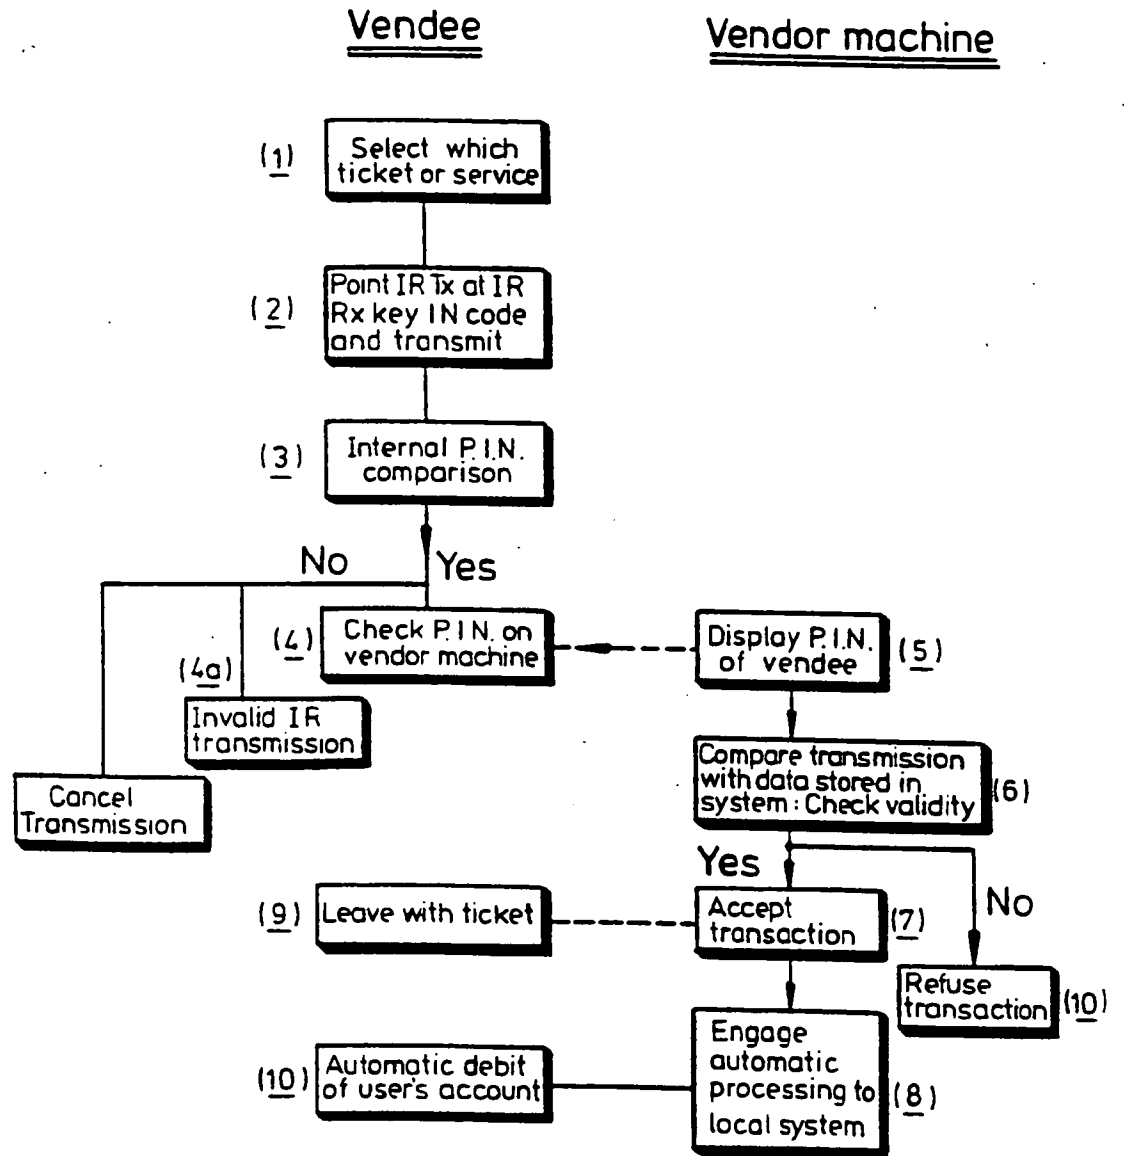 Vendee
Vendor machine
(1)
Select which
ticket or service
(2)
Point IR Tx at IR
Rx key IN code
and transmit
(3)
Internal P.I.N.
comparison
No
Yes
(4)
Check P.I.N. on
vendor machine
Display P.I.N.
of vendee
(5)
(4a)
Invalid IR
transmission
Cancel
Transmission
Compare transmission
with data stored in
system: Check validity
(6)
Yes
No
(9)
Leave with ticket
Accept
transaction
(7)
Refuse
transaction
(10)
(10)
Automatic debit
of user's account
Engage
automatic
processing to
local system
(8)